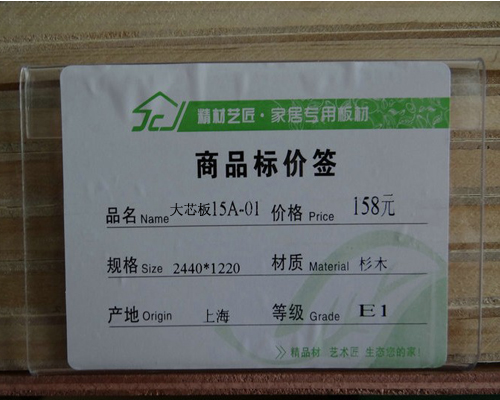 精材艺匠·家居专用板材
商品标价签
品名 Name 大芯板15A-01 价格 Price 158元
规格 Size 2440*1220 材质 Material 杉木
产地 Origin 上海 等级 Grade E1
>精品材 艺术匠 生态您的家!